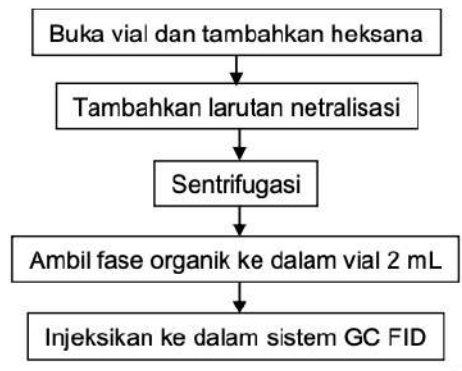 Buka vial dan tambahkan heksana
Tambahkan larutan netralisasi
Sentrifugasi
Ambil fase organik ke dalam vial 2 mL
Injeksikan ke dalam sistem GC FID